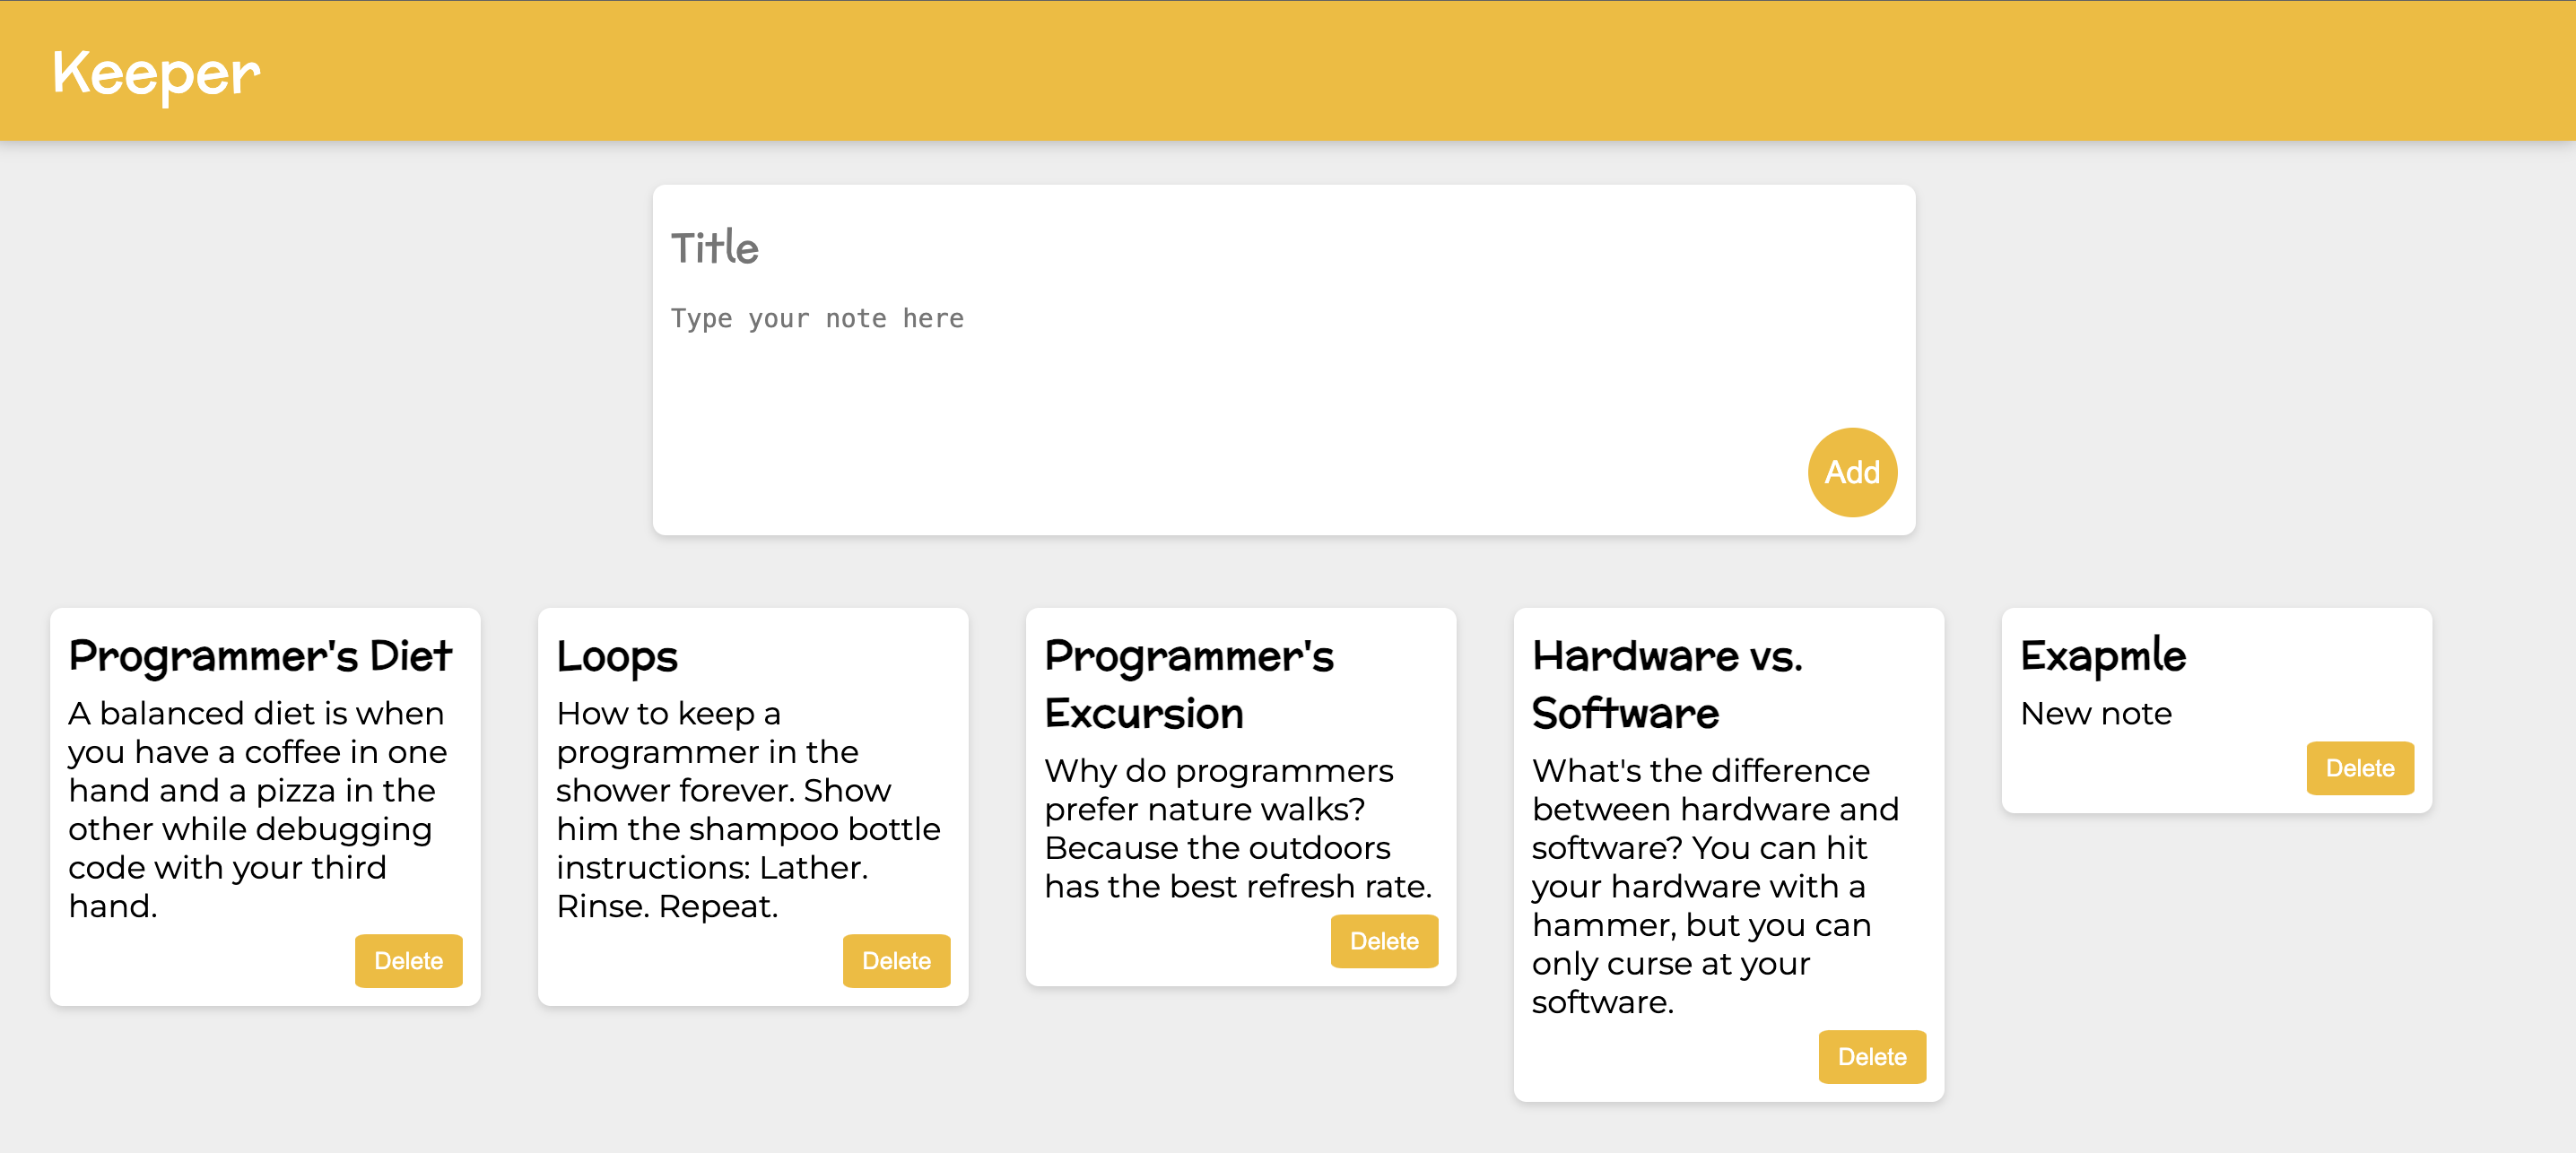 Keeper
Title
Type your note here
Add
Programmer's Diet
A balanced diet is when
you have a coffee in one
hand and a pizza in the
other while debugging
code with your third
hand.
Delete
Loops
How to keep a
programmer in the
shower forever. Show
him the shampoo bottle
instructions: Lather.
Rinse. Repeat.
Delete
Programmer's
Excursion
Why do programmers
prefer nature walks?
Because the outdoors
has the best refresh rate.
Delete
Hardware vs.
Software
What's the difference
between hardware and
software? You can hit
your hardware with a
hammer, but you can
only curse at your
software.
Delete
Exapmle
New note
Delete